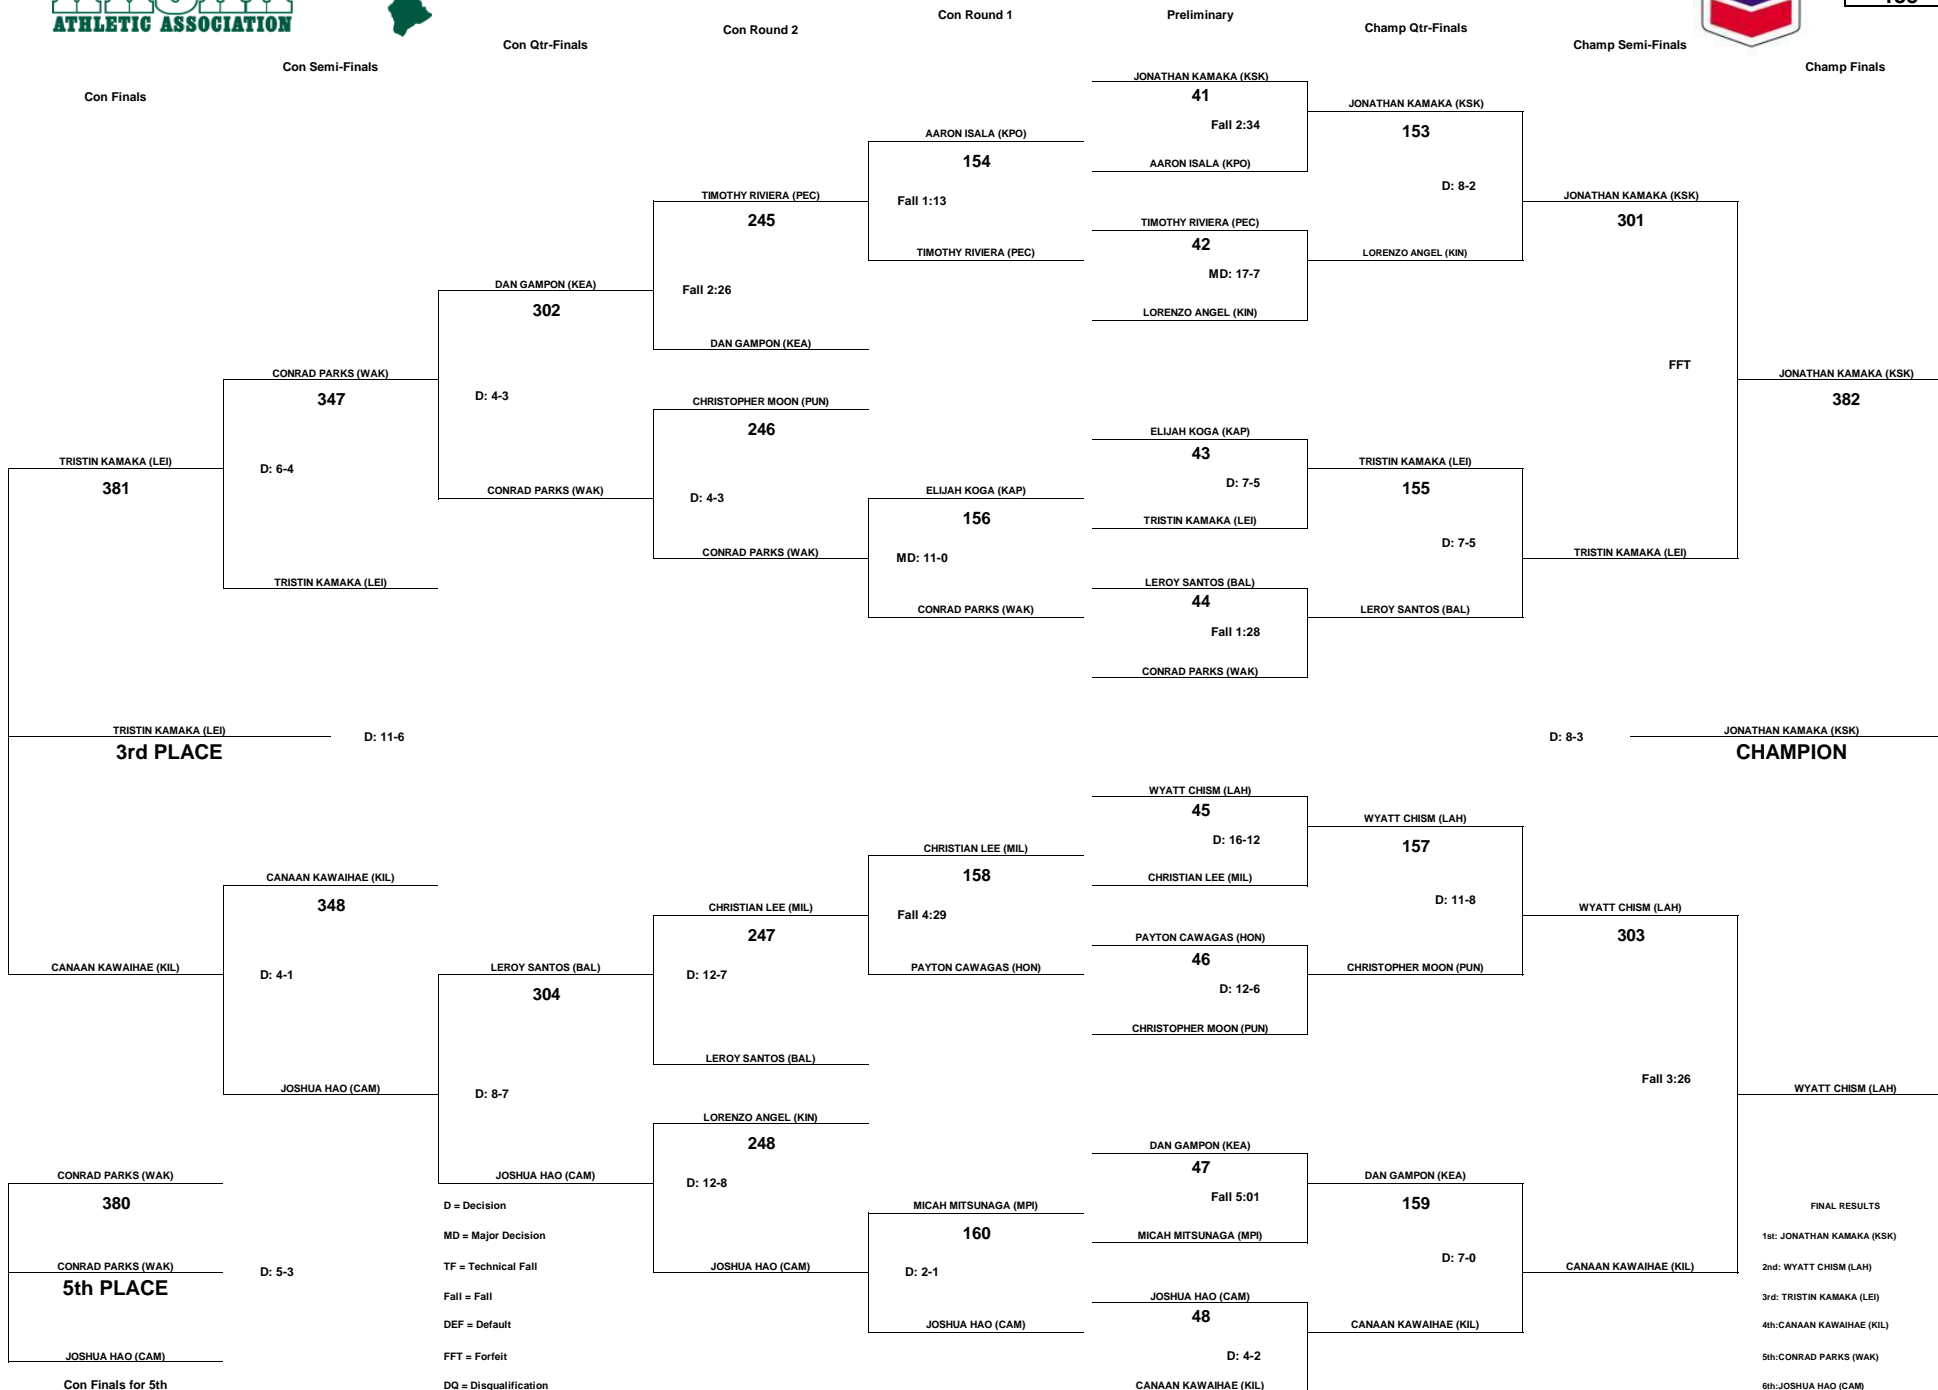 ATHLETIC ASSOCIATION
Con Finals
Con Semi-Finals
Con Qtr-Finals
Con Round 2
Con Round 1
Preliminary
Champ Qtr-Finals
Champ Semi-Finals
Champ Finals
JONATHAN KAMAKA (KSK)
41
Fall 2:34
AARON ISALA (KPO)
TIMOTHY RIVIERA (PEC)
42
MD: 17-7
LORENZO ANGEL (KIN)
ELIJAH KOGA (KAP)
43
D: 7-5
TRISTIN KAMAKA (LEI)
LEROY SANTOS (BAL)
44
Fall 1:28
CONRAD PARKS (WAK)
WYATT CHISM (LAH)
45
D: 16-12
CHRISTIAN LEE (MIL)
PAYTON CAWAGAS (HON)
46
D: 12-6
CHRISTOPHER MOON (PUN)
DAN GAMPON (KEA)
47
Fall 5:01
MICAH MITSUNAGA (MPI)
JOSHUA HAO (CAM)
48
D: 4-2
CANAAN KAWAIHAE (KIL)
JONATHAN KAMAKA (KSK)
153
D: 8-2
LORENZO ANGEL (KIN)
TRISTIN KAMAKA (LEI)
155
D: 7-5
LEROY SANTOS (BAL)
WYATT CHISM (LAH)
157
D: 11-8
CHRISTOPHER MOON (PUN)
DAN GAMPON (KEA)
159
D: 7-0
CANAAN KAWAIHAE (KIL)
JONATHAN KAMAKA (KSK)
301
FFT
TRISTIN KAMAKA (LEI)
WYATT CHISM (LAH)
303
Fall 3:26
CANAAN KAWAIHAE (KIL)
JONATHAN KAMAKA (KSK)
382
D: 8-3
JONATHAN KAMAKA (KSK)
CHAMPION
WYATT CHISM (LAH)
AARON ISALA (KPO)
154
Fall 1:13
TIMOTHY RIVIERA (PEC)
ELIJAH KOGA (KAP)
156
MD: 11-0
CONRAD PARKS (WAK)
CHRISTIAN LEE (MIL)
158
Fall 4:29
PAYTON CAWAGAS (HON)
MICAH MITSUNAGA (MPI)
160
D: 2-1
JOSHUA HAO (CAM)
TIMOTHY RIVIERA (PEC)
245
Fall 2:26
DAN GAMPON (KEA)
CHRISTOPHER MOON (PUN)
246
D: 4-3
CONRAD PARKS (WAK)
CHRISTIAN LEE (MIL)
247
D: 12-7
LEROY SANTOS (BAL)
LORENZO ANGEL (KIN)
248
D: 12-8
JOSHUA HAO (CAM)
DAN GAMPON (KEA)
302
D: 4-3
CONRAD PARKS (WAK)
LEROY SANTOS (BAL)
304
D: 8-7
JOSHUA HAO (CAM)
CONRAD PARKS (WAK)
347
D: 6-4
TRISTIN KAMAKA (LEI)
CANAAN KAWAIHAE (KIL)
348
D: 4-1
JOSHUA HAO (CAM)
TRISTIN KAMAKA (LEI)
381
TRISTIN KAMAKA (LEI)
D: 11-6
3rd PLACE
CANAAN KAWAIHAE (KIL)
CONRAD PARKS (WAK)
380
CONRAD PARKS (WAK)
D: 5-3
5th PLACE
JOSHUA HAO (CAM)
Con Finals for 5th
D = Decision
MD = Major Decision
TF = Technical Fall
Fall = Fall
DEF = Default
FFT = Forfeit
DQ = Disqualification
FINAL RESULTS
1st: JONATHAN KAMAKA (KSK)
2nd: WYATT CHISM (LAH)
3rd: TRISTIN KAMAKA (LEI)
4th:CANAAN KAWAIHAE (KIL)
5th:CONRAD PARKS (WAK)
6th:JOSHUA HAO (CAM)